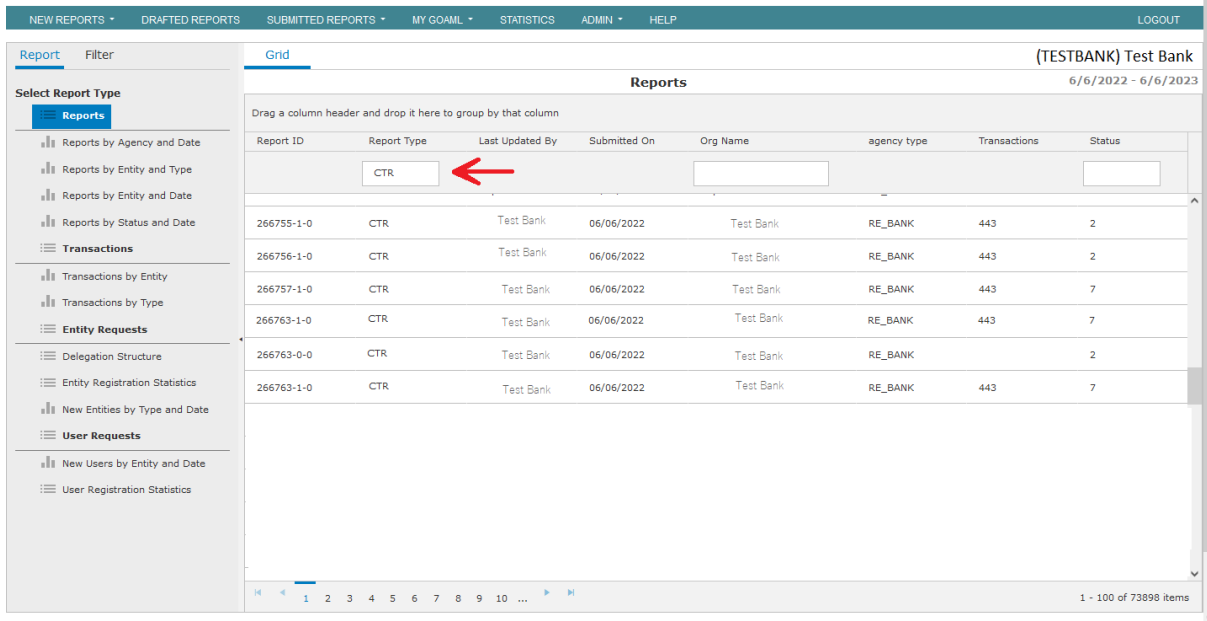 NEW REPORTS DRAFTED REPORTS SUBMITTED REPORTS MY GOAML STATISTICS ADMIN HELP LOGOUT
Report Filter
Grid
(TESTBANK) Test Bank
Reports
6/6/2022 - 6/6/2023
Select Report Type
Reports
Reports by Agency and Date
Reports by Entity and Type
Reports by Entity and Date
Reports by Status and Date
Transactions
Transactions by Entity
Transactions by Type
Entity Requests
Delegation Structure
Entity Registration Statistics
New Entities by Type and Date
User Requests
New Users by Entity and Date
User Registration Statistics
Drag a column header and drop it here to group by that column
Report ID Report Type Last Updated By Submitted On Org Name agency type Transactions Status
CTR
266755-1-0 CTR Test Bank 06/06/2022 Test Bank RE_BANK 443 2
266756-1-0 CTR Test Bank 06/06/2022 Test Bank RE_BANK 443 2
266757-1-0 CTR Test Bank 06/06/2022 Test Bank RE_BANK 443 7
266763-1-0 CTR Test Bank 06/06/2022 Test Bank RE_BANK 443 7
266763-0-0 CTR Test Bank 06/06/2022 Test Bank RE_BANK 2
266763-1-0 CTR Test Bank 06/06/2022 Test Bank RE_BANK 443 7
1 2 3 4 5 6 7 8 9 10 ...
1 - 100 of 73898 items